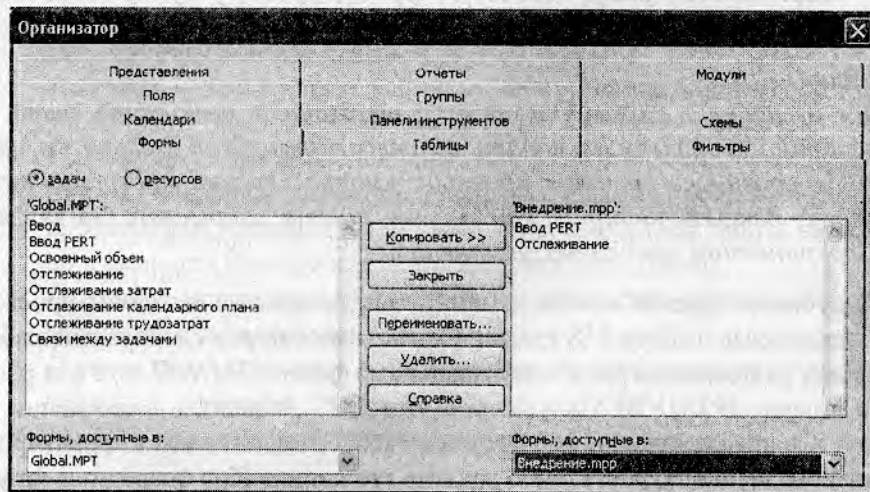 Организатор
Представления Отчеты Модули
Поля Группы
Календари Панели инструментов Схемы
Формы Таблицы Фильтры
задач ресурсов
'Global.MPT':
'Внедрение.mpp':
Ввод
Ввод PERT
Освоенный объем
Отслеживание
Отслеживание затрат
Отслеживание календарного плана
Отслеживание трудозатрат
Связи между задачами
Копировать >>
Закрыть
Переименовать...
Удалить...
Справка
Ввод PERT
Отслеживание
Формы, доступные в:
Global.MPT
Формы, доступные в:
Внедрение.mpp